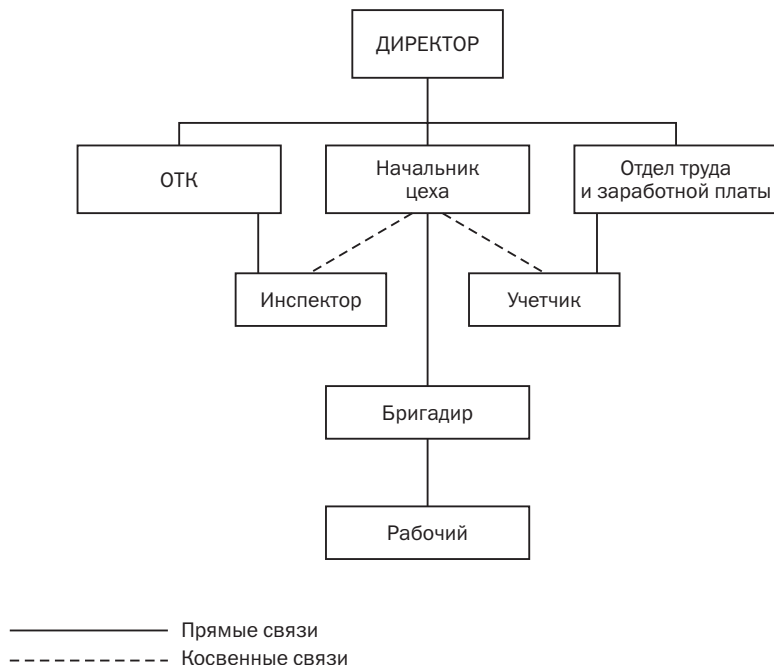 ДИРЕКТОР
ОТК
Начальник
цеха
Отдел труда
и заработной платы
Инспектор
Учетчик
Бригадир
Рабочий
Прямые связи
Косвенные связи